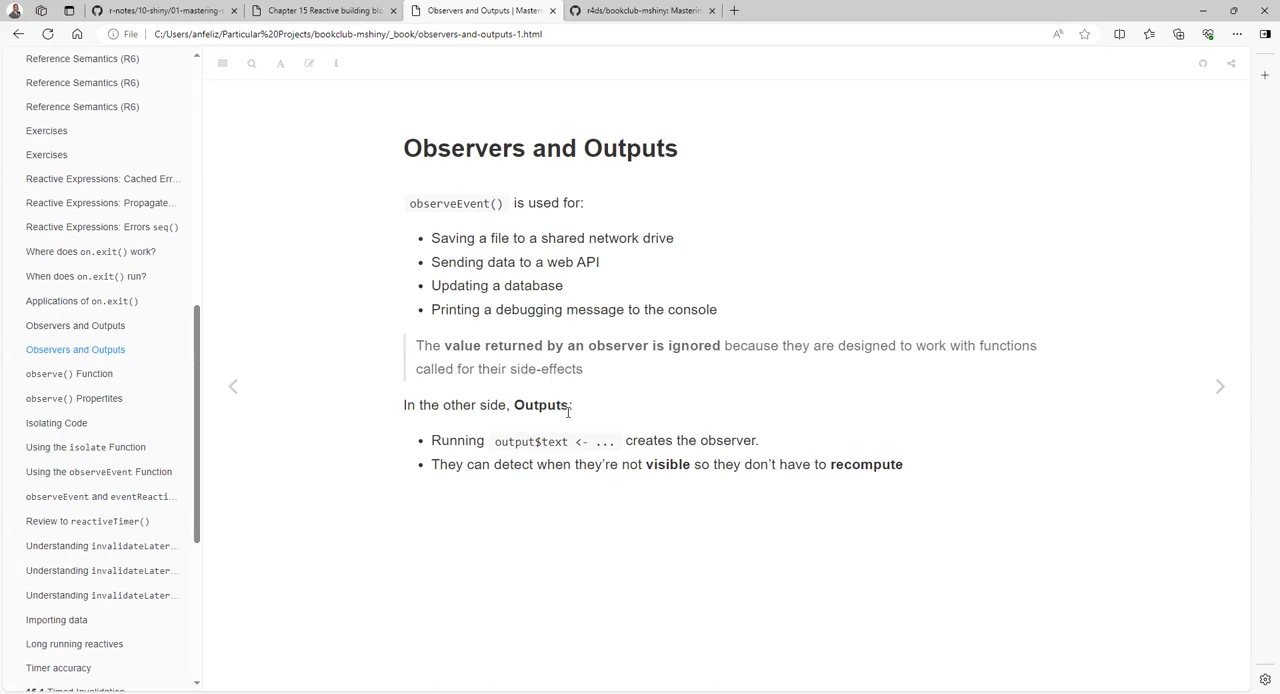 r-notes/10-shiny/01-mastering-s
Chapter 15 Reactive building blo
Observers and Outputs | Master
r4ds/bookclub-mshiny: Masterin
File
C:/Users/anfeliz/Particular%20Projects/bookclub-mshiny/_book/observers-and-outputs-1.html
Reference Semantics (R6)
Reference Semantics (R6)
Reference Semantics (R6)
Exercises
Exercises
Reactive Expressions: Cached Err...
Reactive Expressions: Propagate...
Reactive Expressions: Errors seq()
Where does on.exit() work?
When does on.exit() run?
Applications of on.exit()
Observers and Outputs
Observers and Outputs
observe() Function
observe() Propertites
Isolating Code
Using the isolate Function
Using the observeEvent Function
observeEvent and eventReacti...
Review to reactiveTimer()
Understanding invalidateLater...
Understanding invalidateLater...
Understanding invalidateLater...
Importing data
Long running reactives
Timer accuracy
15.1 Timed Invalidation
Observers and Outputs
observeEvent() is used for:
• Saving a file to a shared network drive
• Sending data to a web API
• Updating a database
• Printing a debugging message to the console
The value returned by an observer is ignored because they are designed to work with functions
called for their side-effects
In the other side, Outputs:
• Running output$text <- ... creates the observer.
• They can detect when they're not visible so they don't have to recompute